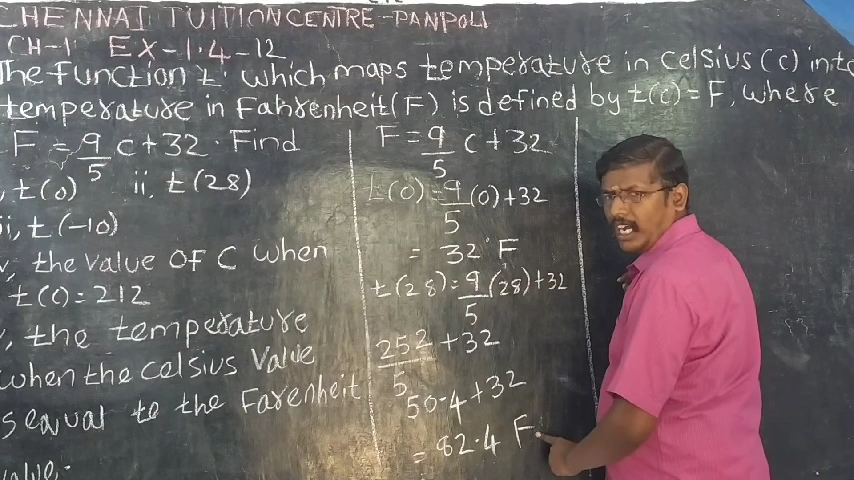 CHENNAI TUITION CENTRE-PANPOLI
CH-1 EX-1.4-12
The function t' which maps temperature in celsius (c) into
temperature in Fahrenheit (F) is defined by t(c) = F, where
F = 9/5 c+32. Find
i, t(0) ii, t(28)
iii, t(-10)
iv, the value OF C when
t(c) = 212
v, the temperature
when the celsius Value
is equal to the Farenheit
value.
F = 9/5 c+32
t(0) = 9/5 (0)+32
= 32° F
t(28) = 9/5 (28)+32
252/5 + 32
50.4+32
= 82.4 F